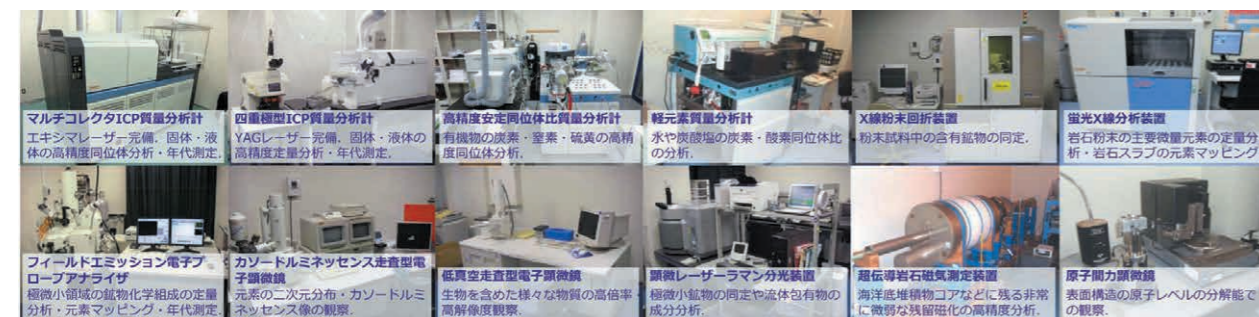 マルチコレクタICP質量分析計
エキシマレーザー完備．固体・液
体の高精度同位体分析・年代測定．
四重極型ICP質量分析計
YAGレーザー完備．固体・液体の
高精度定量分析・年代測定．
高精度安定同位体比質量分析計
有機物の炭素・窒素・硫黄の高精
度同位体分析．
軽元素質量分析計
水や炭酸塩の炭素・酸素同位体比
の分析．
X線粉末回折装置
粉末試料中の含有鉱物の同定．
蛍光X線分析装置
岩石粉末の主要微量元素の定量分
析・岩石スラブの元素マッピング
フィールドエミッション電子プ
ローブアナライザ
極微小領域の鉱物化学組成の定量
分析・元素マッピング・年代測定．
カソードルミネッセンス走査型電
子顕微鏡
元素の二次元分布・カソードルミ
ネッセンス像の観察．
低真空走査型電子顕微鏡
生物を含めた様々な物質の高倍率・
高解像度観察．
顕微レーザーラマン分光装置
極微小鉱物の同定や流体包有物の
成分分析．
超伝導岩石磁気測定装置
海洋底堆積物コアなどに残る非常
に微弱な残留磁化の高精度分析．
原子間力顕微鏡
表面構造の原子レベルの分解能で
の観察．